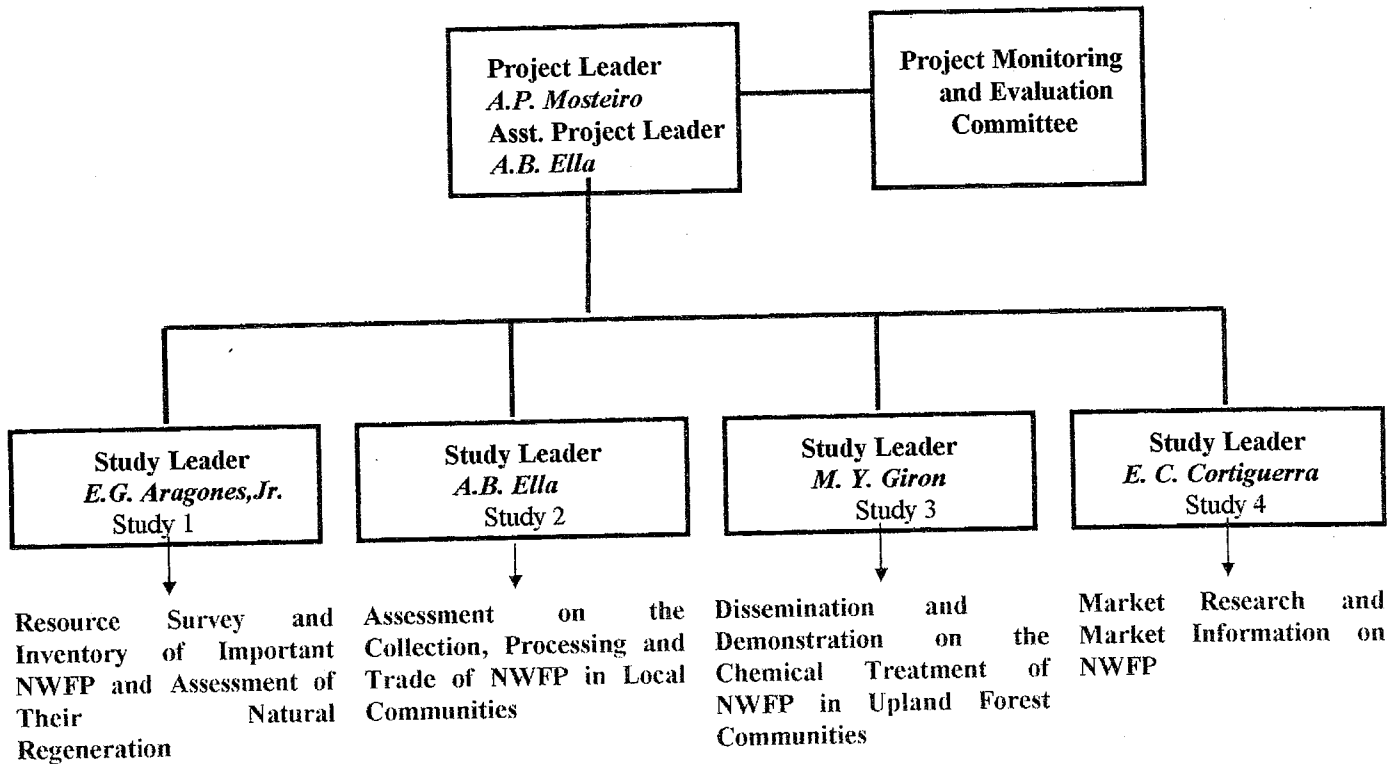 Project Leader
A.P. Mosteiro
Asst. Project Leader
A.B. Ella
Project Monitoring
and Evaluation
Committee
Study Leader
E.G. Aragones,Jr.
Study 1
Study Leader
A.B. Ella
Study 2
Study Leader
M. Y. Giron
Study 3
Study Leader
E. C. Cortiguerra
Study 4
Resource Survey and
Inventory of Important
NWFP and Assessment of
Their Natural
Regeneration
Assessment on the
Collection, Processing and
Trade of NWFP in Local
Communities
Dissemination and
Demonstration on the
Chemical Treatment of
NWFP in Upland Forest
Communities
Market Research and
Market Information on
NWFP